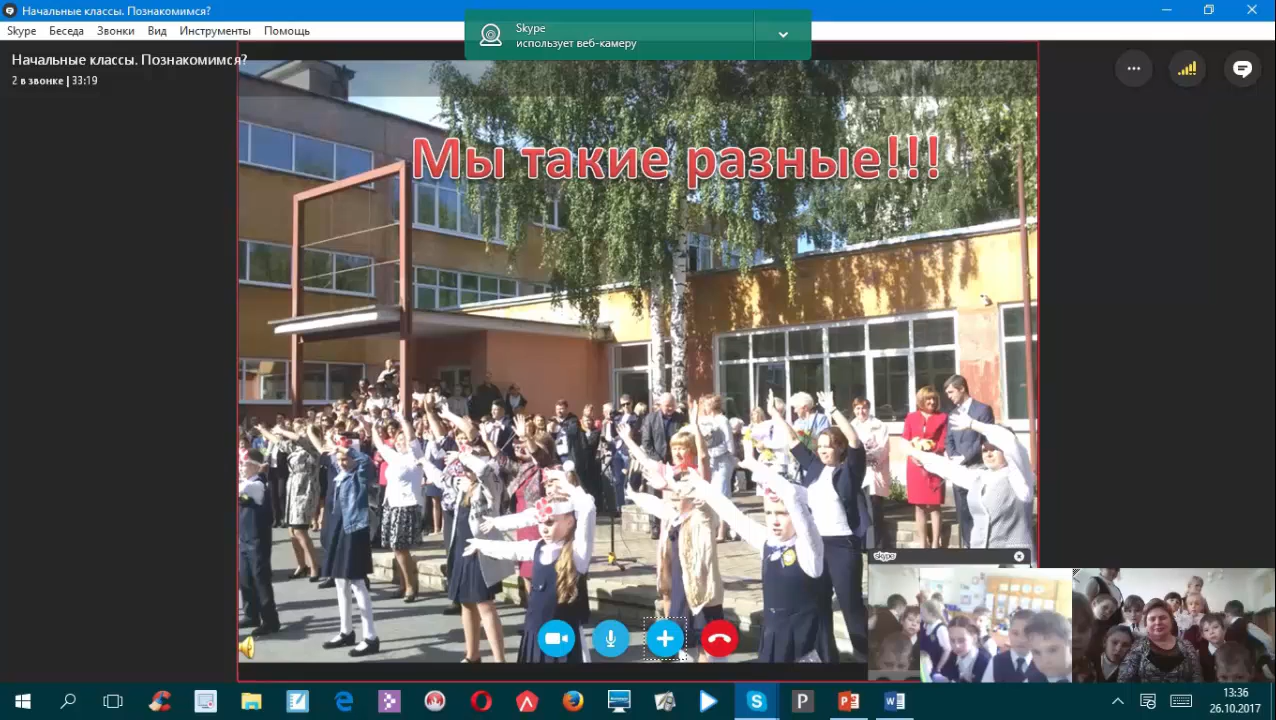 Начальные классы. Познакомимся?
Skype Беседа Звонки Вид Инструменты Помощь
Skype
использует веб-камеру
Начальные классы. Познакомимся?
2 в звонке | 33:19
Мы такие разные!!!
skype
13:36
26.10.2017